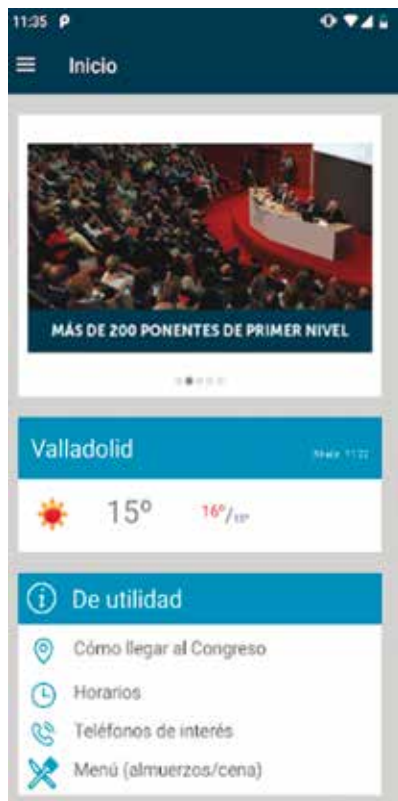 11:35
Inicio
MÁS DE 200 PONENTES DE PRIMER NIVEL
Valladolid
15º 16º/
De utilidad
Cómo llegar al Congreso
Horarios
Teléfonos de interés
Menú (almuerzos/cena)